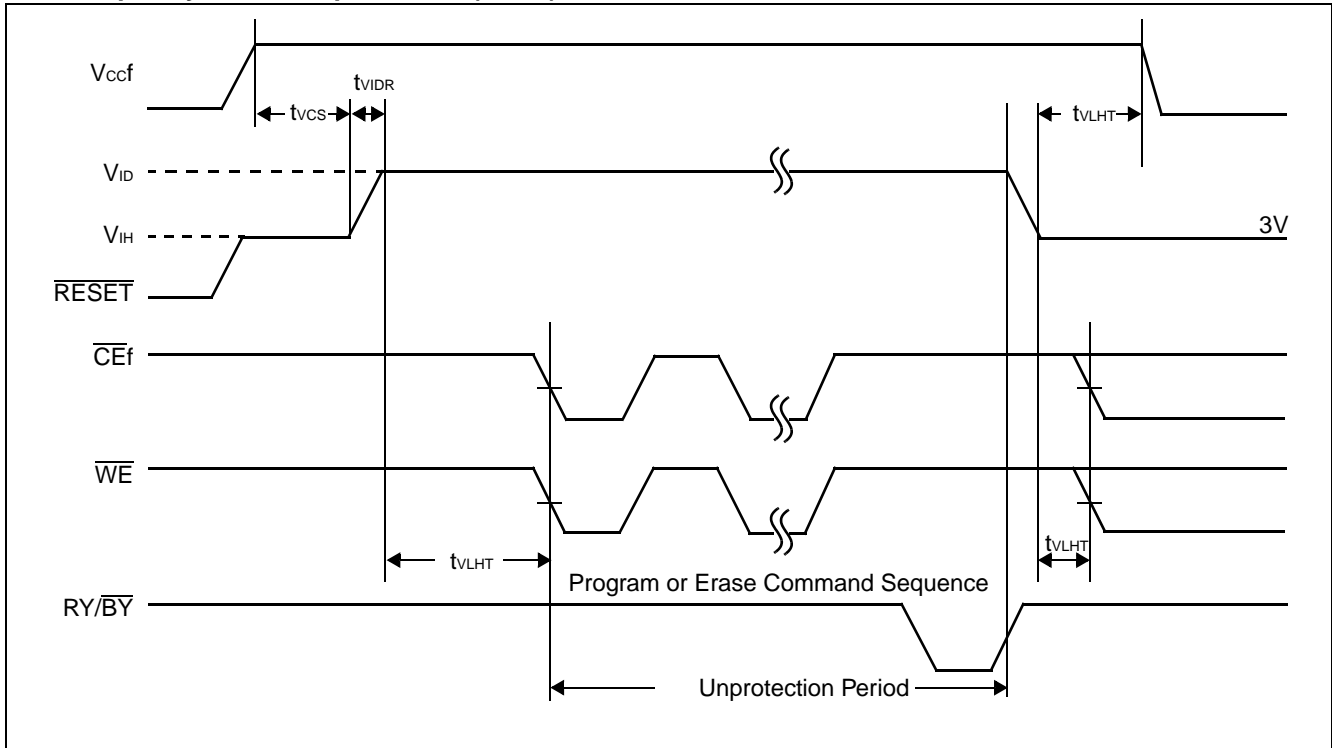 VCCf
tVIDR
tVCS
tVLHT
VID
VIH
3V
RESET
CEf
WE
tVLHT
tVLHT
Program or Erase Command Sequence
RY/BY
Unprotection Period